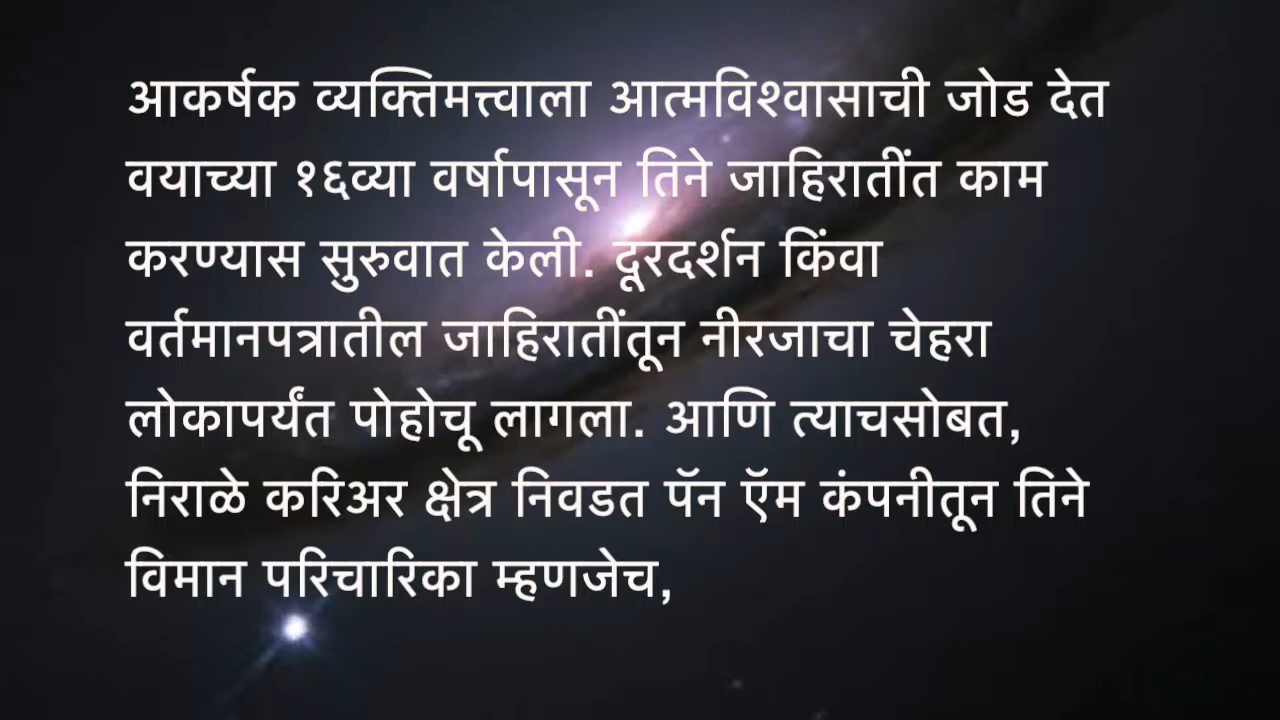 आकर्षक व्यक्तिमत्त्वाला आत्मविश्वासाची जोड देत
वयाच्या १६व्या वर्षापासून तिने जाहिरातींत काम
करण्यास सुरुवात केली. दूरदर्शन किंवा
वर्तमानपत्रातील जाहिरातींतून नीरजाचा चेहरा
लोकापर्यंत पोहोचू लागला. आणि त्याचसोबत,
निराळे करिअर क्षेत्र निवडत पॅन ऍम कंपनीतून तिने
विमान परिचारिका म्हणजेच,